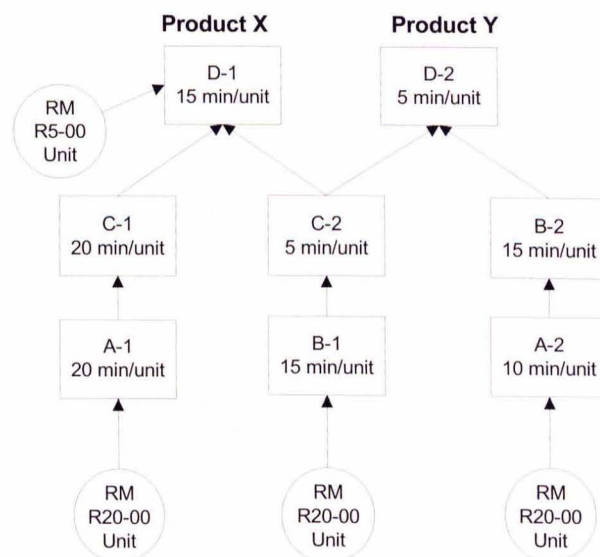 Product X
Product Y
D-1
15 min/unit
D-2
5 min/unit
RM
R5-00
Unit
C-1
20 min/unit
C-2
5 min/unit
B-2
15 min/unit
A-1
20 min/unit
B-1
15 min/unit
A-2
10 min/unit
RM
R20-00
Unit
RM
R20-00
Unit
RM
R20-00
Unit